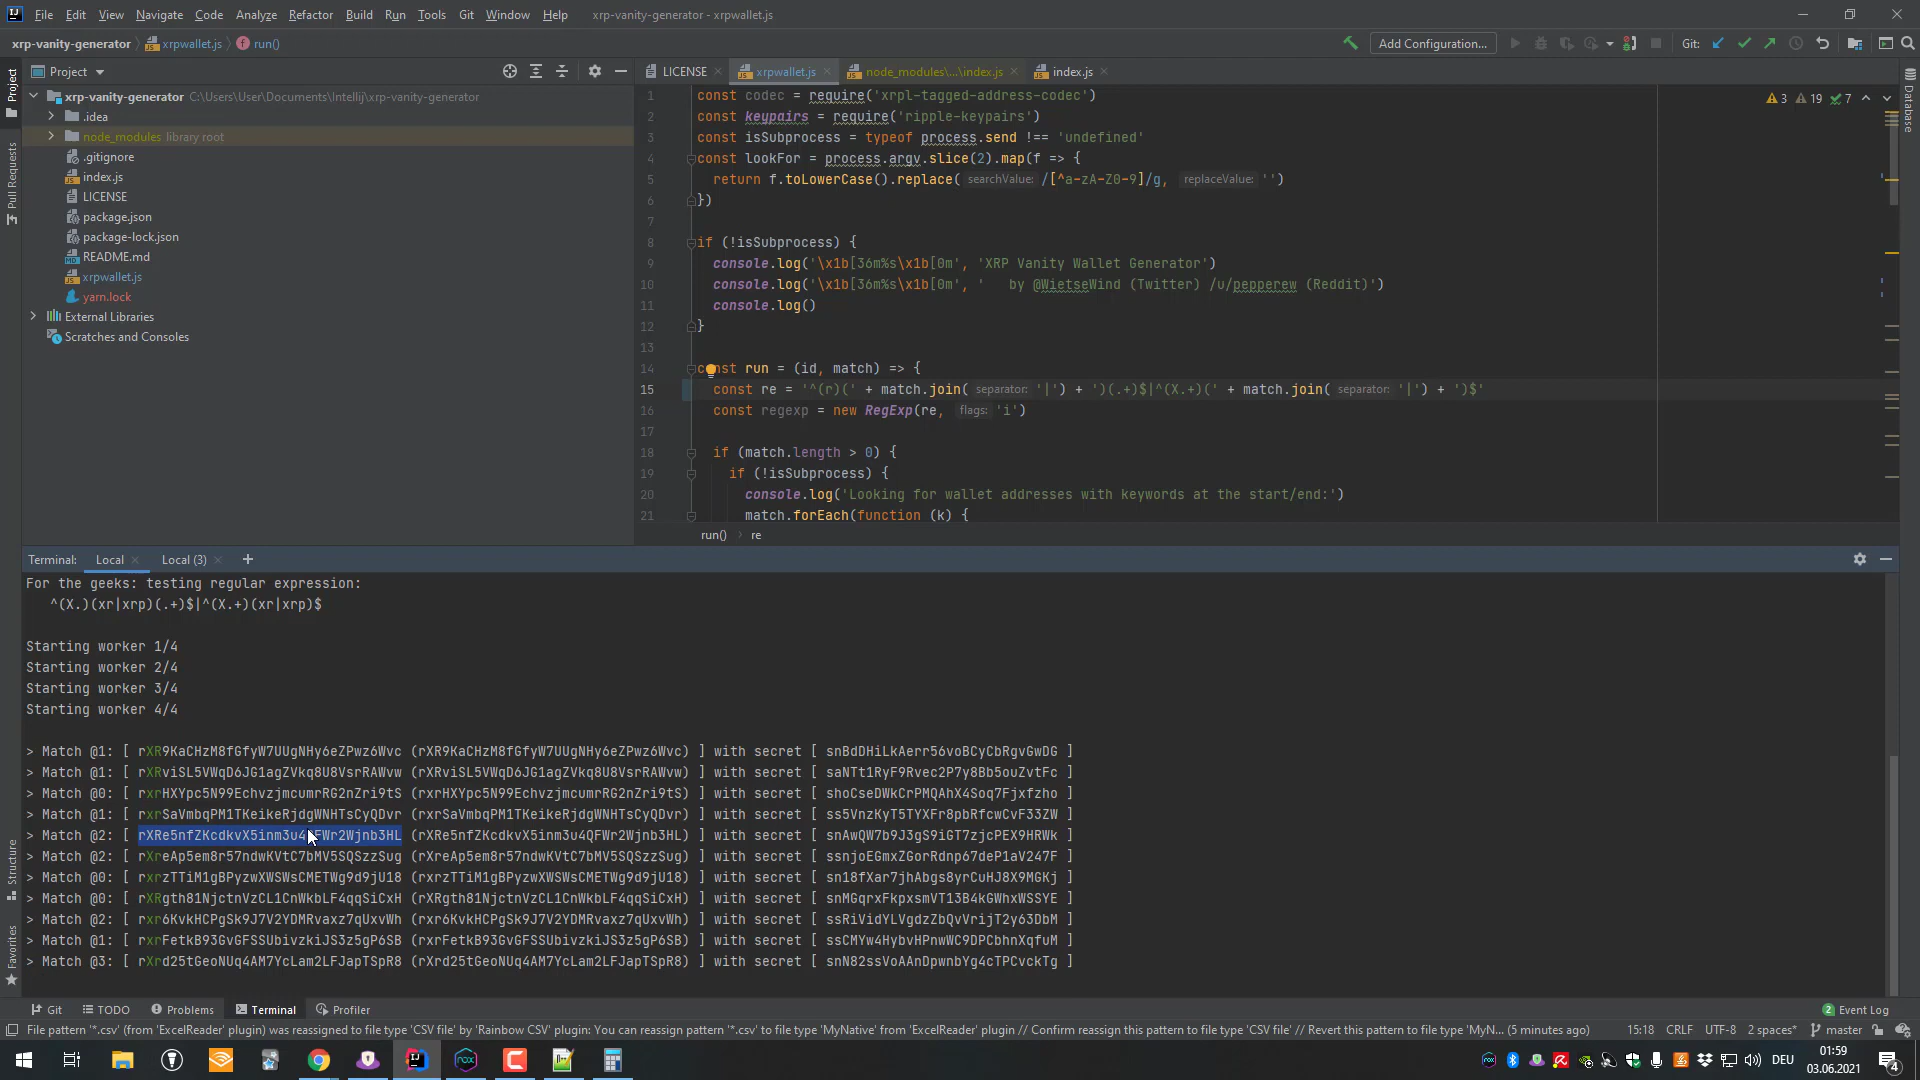 File Edit View Navigate Code Analyze Refactor Build Run Tools Git Window Help xrp-vanity-generator - xrpwallet.js
xrp-vanity-generator xrpwallet.js run() Add Configuration... Git:
Project LICENSE xrpwallet.js node_modules\...\index.js index.js
xrp-vanity-generator C:\Users\User\Documents\Intellij\xrp-vanity-generator
.idea
node_modules library root
.gitignore
index.js
LICENSE
package.json
package-lock.json
README.md
xrpwallet.js
yarn.lock
External Libraries
Scratches and Consoles
Project
Pull Requests
Structure
Favorites
Database
3 19 7
1 const codec = require('xrpl-tagged-address-codec')
2 const keypairs = require('ripple-keypairs')
3 const isSubprocess = typeof process.send !== 'undefined'
4 const lookFor = process.argv.slice(2).map(f => {
5 return f.toLowerCase().replace( searchValue: /[^a-zA-Z0-9]/g, replaceValue: '')
6 })
7
8 if (!isSubprocess) {
9 console.log('\x1b[36m%s\x1b[0m', 'XRP Vanity Wallet Generator')
10 console.log('\x1b[36m%s\x1b[0m', '   by @WietseWind (Twitter) /u/pepperew (Reddit)')
11 console.log()
12 }
13
14 const run = (id, match) => {
15 const re = '^(r)(' + match.join( separator: '|') + ')(.+)$|^(X.+)(' + match.join( separator: '|') + ')$'
16 const regexp = new RegExp(re, flags: 'i')
17
18 if (match.length > 0) {
19 if (!isSubprocess) {
20 console.log('Looking for wallet addresses with keywords at the start/end:')
21 match.forEach(function (k) {
run() re
Terminal: Local Local (3) +
For the geeks: testing regular expression:
^(X.)(xr|xrp)(.+)$|^(X.+)(xr|xrp)$
Starting worker 1/4
Starting worker 2/4
Starting worker 3/4
Starting worker 4/4
> Match @1: [ rXR9KaCHzM8fGfyW7UUgNHy6eZPwz6Wvc (rXR9KaCHzM8fGfyW7UUgNHy6eZPwz6Wvc) ] with secret [ snBdDHiLkAerr56voBCyCbRgvGwDG ]
> Match @1: [ rXRviSL5VWqD6JG1agZVkq8U8VsrRAWvw (rXRviSL5VWqD6JG1agZVkq8U8VsrRAWvw) ] with secret [ saNTt1RyF9Rvec2P7y8Bb5ouZvtFc ]
> Match @0: [ rxrHXYpc5N99EchvzjmcumrRG2nZri9tS (rxrHXYpc5N99EchvzjmcumrRG2nZri9tS) ] with secret [ shoCseDWkCrPMQAhX4Soq7Fjxfzho ]
> Match @1: [ rxrSaVmbqPM1TKeikeRjdgWNHTsCyQDvr (rxrSaVmbqPM1TKeikeRjdgWNHTsCyQDvr) ] with secret [ ss5VnzKyT5TYXFr8pbRfcwCvF33ZW ]
> Match @2: [ rXRe5nfZKcdkvX5inm3u4QFWr2Wjnb3HL (rXRe5nfZKcdkvX5inm3u4QFWr2Wjnb3HL) ] with secret [ snAwQW7b9J3gS9iGT7zjcPEX9HRWk ]
> Match @2: [ rXreAp5em8r57ndwKVtC7bMV5SQSzzSug (rXreAp5em8r57ndwKVtC7bMV5SQSzzSug) ] with secret [ ssnjoEGmxZGorRdnp67deP1aV247F ]
> Match @0: [ rXrzTTiM1gBPyzwXWSWsCMETWg9d9jU18 (rxrzTTiM1gBPyzwXWSWsCMETWg9d9jU18) ] with secret [ sn18fXar7jhAbgs8yrCuHJ8X9MGKj ]
> Match @0: [ rXRgth81NjctnVzCL1CnWkbLF4qqSiCxH (rXRgth81NjctnVzCL1CnWkbLF4qqSiCxH) ] with secret [ snMGqrxFkpxsmVT13B4kGWhxWSSYE ]
> Match @2: [ rxr6KvkHCPgSk9J7V2YDMRvaxz7qUxvWh (rxr6KvkHCPgSk9J7V2YDMRvaxz7qUxvWh) ] with secret [ ssRiVidYLVgdzZbQvVrijT2y63DbM ]
> Match @1: [ rxrFetkB93GvGFSSUbivzkiJS3z5gP6SB (rxrFetkB93GvGFSSUbivzkiJS3z5gP6SB) ] with secret [ ssCMYw4HybvHPnwWC9DPCbhnXqfuM ]
> Match @3: [ rXrd25tGeoNUq4AM7YcLam2LFJapTSpR8 (rXrd25tGeoNUq4AM7YcLam2LFJapTSpR8) ] with secret [ snN82ssVoAAnDpwnbYg4cTPCvckTg ]
Git TODO Problems Terminal Profiler 2 Event Log
File pattern '*.csv' (from 'ExcelReader' plugin) was reassigned to file type 'CSV file' by 'Rainbow CSV' plugin: You can reassign pattern '*.csv' to file type 'MyNative' from 'ExcelReader' plugin // Confirm reassign this pattern to file type 'CSV file' // Revert this pattern to file type 'MyN... (5 minutes ago) 15:18 CRLF UTF-8 2 spaces* master
DEU 01:59
03.06.2021 4